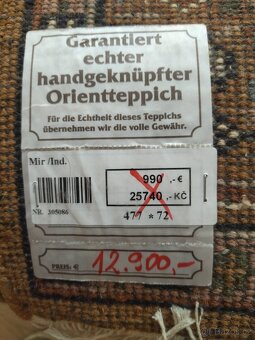 Garantiert
echter
handgeknüpfter
Orientteppich
Für die Echtheit dieses Teppichs
übernehmen wir die volle Gewähr.
Mir /Ind.
990 ,-€
25740 ,-KČ
NR. 305086
477 * 72
PREIS: € 12.900,-